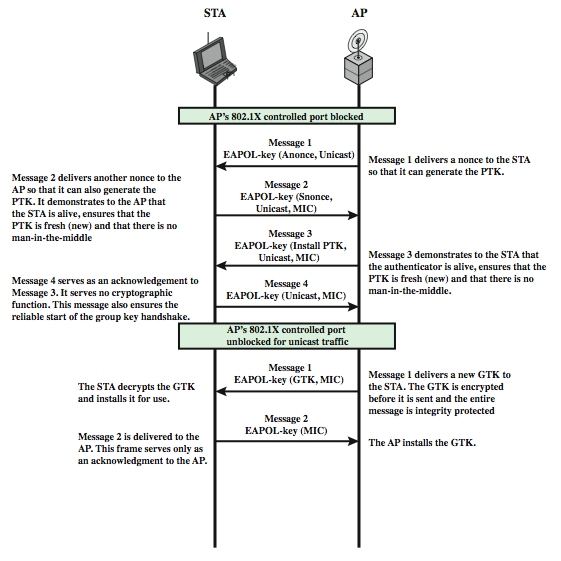 STA
AP
AP's 802.1X controlled port blocked
Message 1
EAPOL-key (Anonce, Unicast)
Message 1 delivers a nonce to the STA
so that it can generate the PTK.
Message 2 delivers another nonce to the
AP so that it can also generate the
PTK. It demonstrates to the AP that
the STA is alive, ensures that the
PTK is fresh (new) and that there is no
man-in-the-middle
Message 2
EAPOL-key (Snonce,
Unicast, MIC)
Message 3
EAPOL-key (Install PTK,
Unicast, MIC)
Message 3 demonstrates to the STA that
the authenticator is alive, ensures that the
PTK is fresh (new) and that there is no
man-in-the-middle.
Message 4 serves as an acknowledgement to
Message 3. It serves no cryptographic
function. This message also ensures the
reliable start of the group key handshake.
Message 4
EAPOL-key (Unicast, MIC)
AP's 802.1X controlled port
unblocked for unicast traffic
Message 1
EAPOL-key (GTK, MIC)
Message 1 delivers a new GTK to
the STA. The GTK is encrypted
before it is sent and the entire
message is integrity protected
The STA decrypts the GTK
and installs it for use.
Message 2
EAPOL-key (MIC)
Message 2 is delivered to the
AP. This frame serves only as
an acknowledgment to the AP.
The AP installs the GTK.